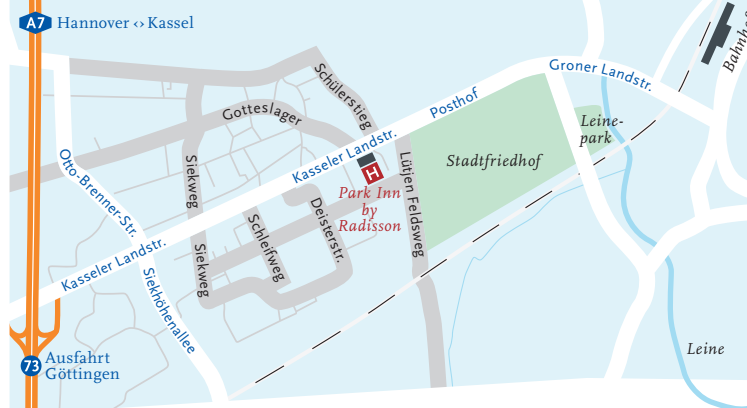 A7 Hannover ‹› Kassel
Bahnhof
Groner Landstr.
Schülerstieg
Posthof
Gotteslager
Leine-
park
Kasseler Landstr.
Stadtfriedhof
Otto-Brenner-Str.
Siekweg
H
Lütjen Feldsweg
Park Inn
by
Radisson
Deisterstr.
Schleifweg
Siekweg
Kasseler Landstr.
Siekhöhenallee
Leine
73 Ausfahrt
Göttingen